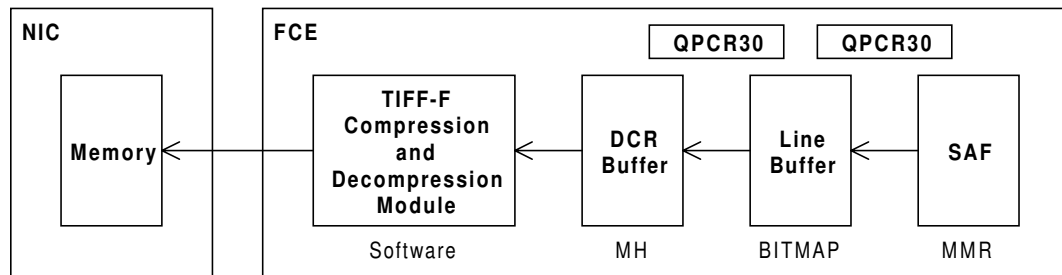 NIC
FCE
QPCR30
QPCR30
Memory
TIFF-F
Compression
and
Decompression
Module
DCR
Buffer
Line
Buffer
SAF
Software
MH
BITMAP
MMR